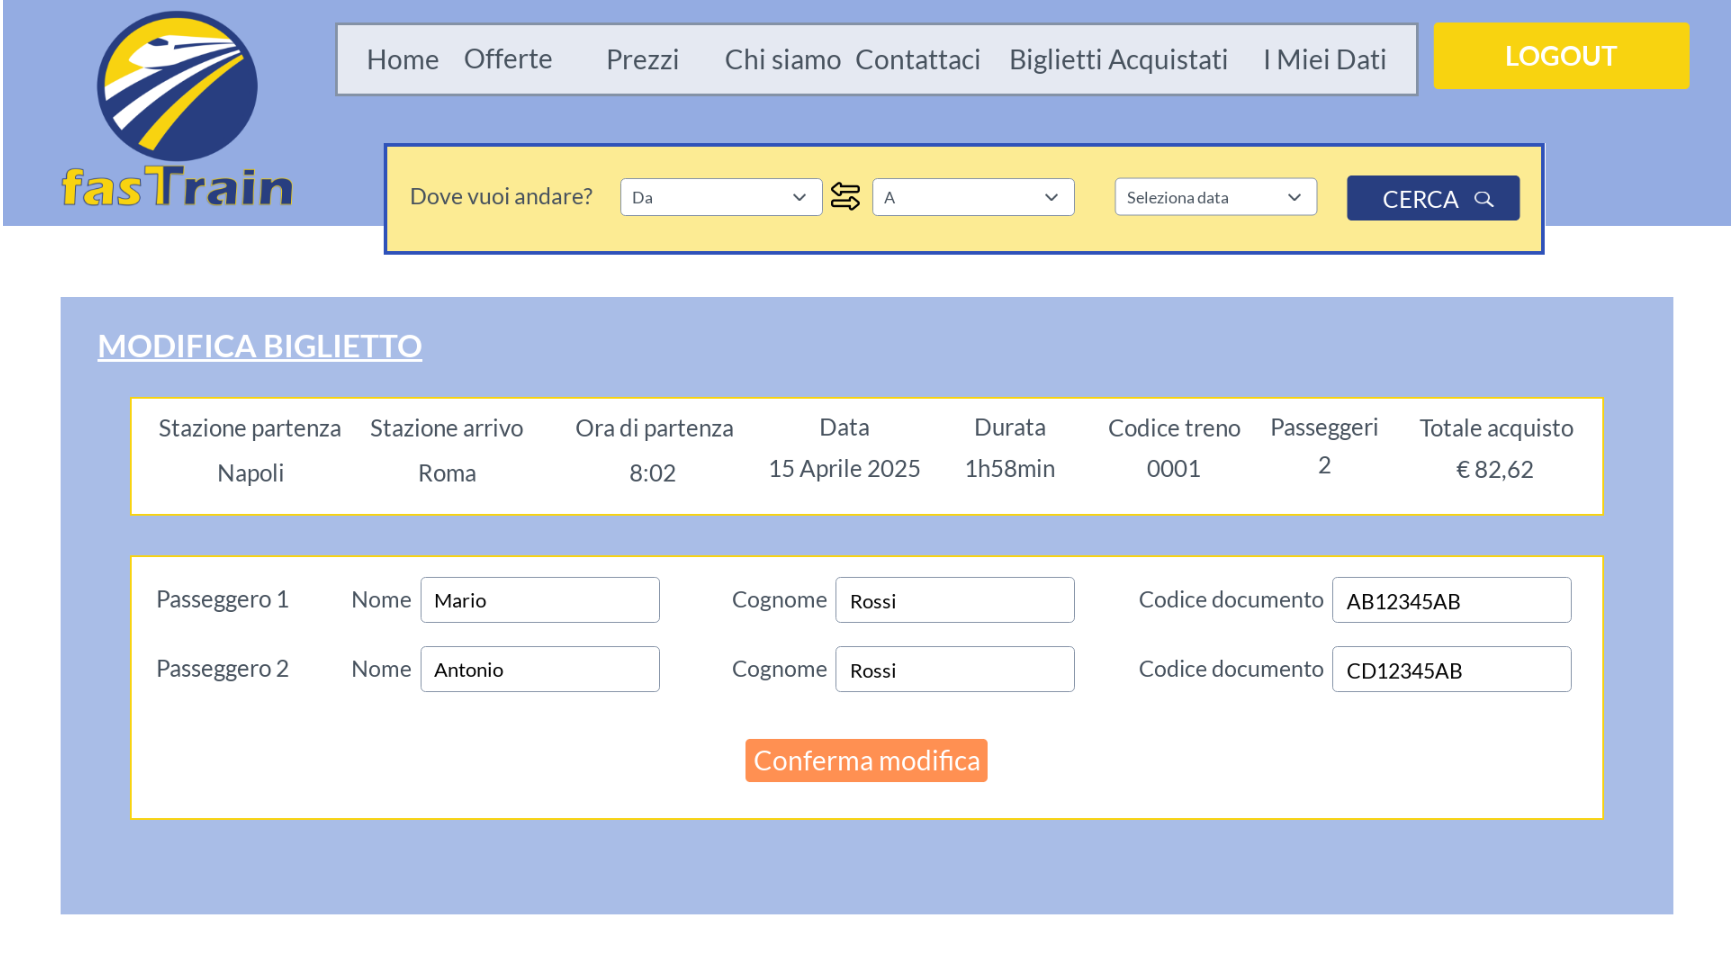 Home Offerte Prezzi Chi siamo Contattaci Biglietti Acquistati I Miei Dati
LOGOUT
fasTrain
Dove vuoi andare? Da A Seleziona data CERCA
MODIFICA BIGLIETTO
Stazione partenza Stazione arrivo Ora di partenza Data Durata Codice treno Passeggeri Totale acquisto
Napoli Roma 8:02 15 Aprile 2025 1h58min 0001 2 € 82,62
Passeggero 1 Nome Mario Cognome Rossi Codice documento AB12345AB
Passeggero 2 Nome Antonio Cognome Rossi Codice documento CD12345AB
Conferma modifica